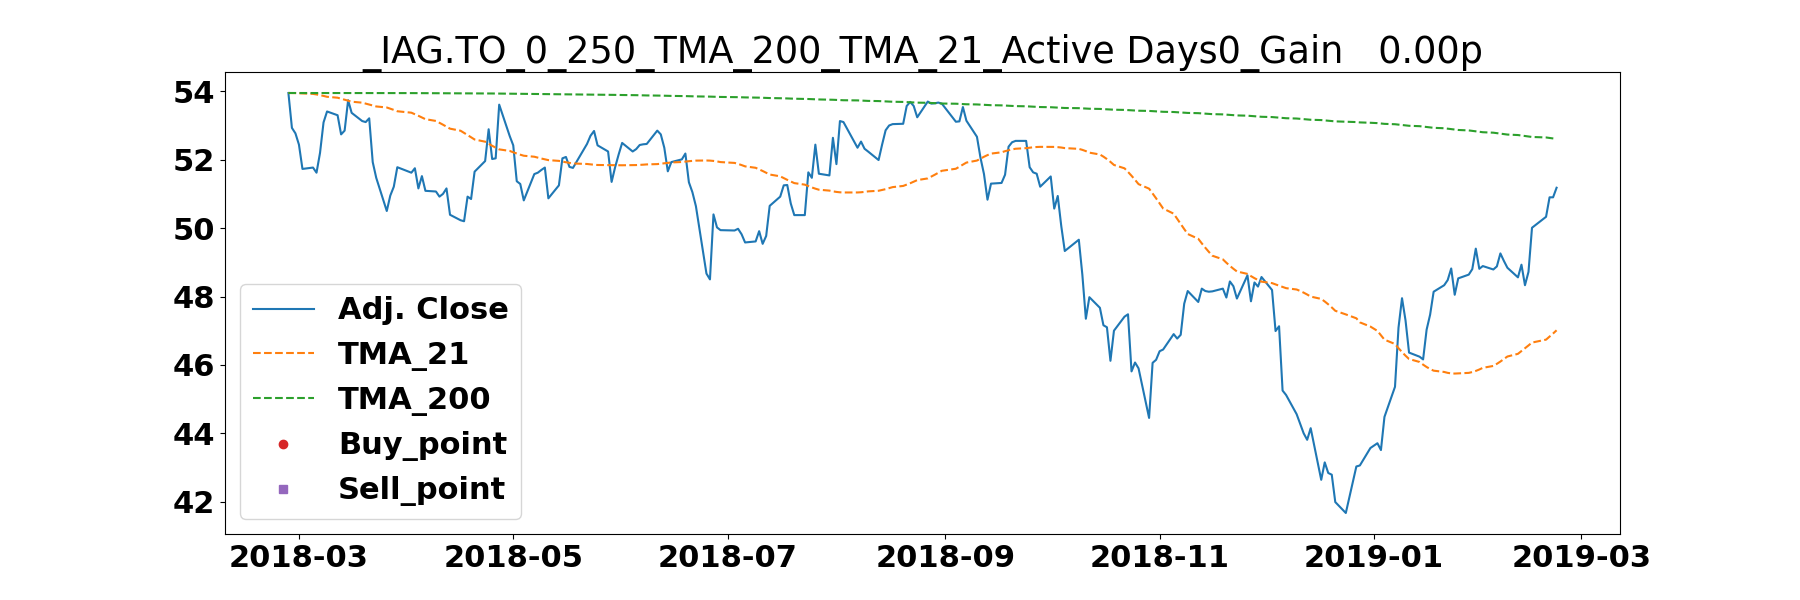 _IAG.TO_0_250_TMA_200_TMA_21_Active Days0_Gain   0.00p
54
52
50
48
46
44
42
Adj. Close
TMA_21
TMA_200
Buy_point
Sell_point
2018-03 2018-05 2018-07 2018-09 2018-11 2019-01 2019-03